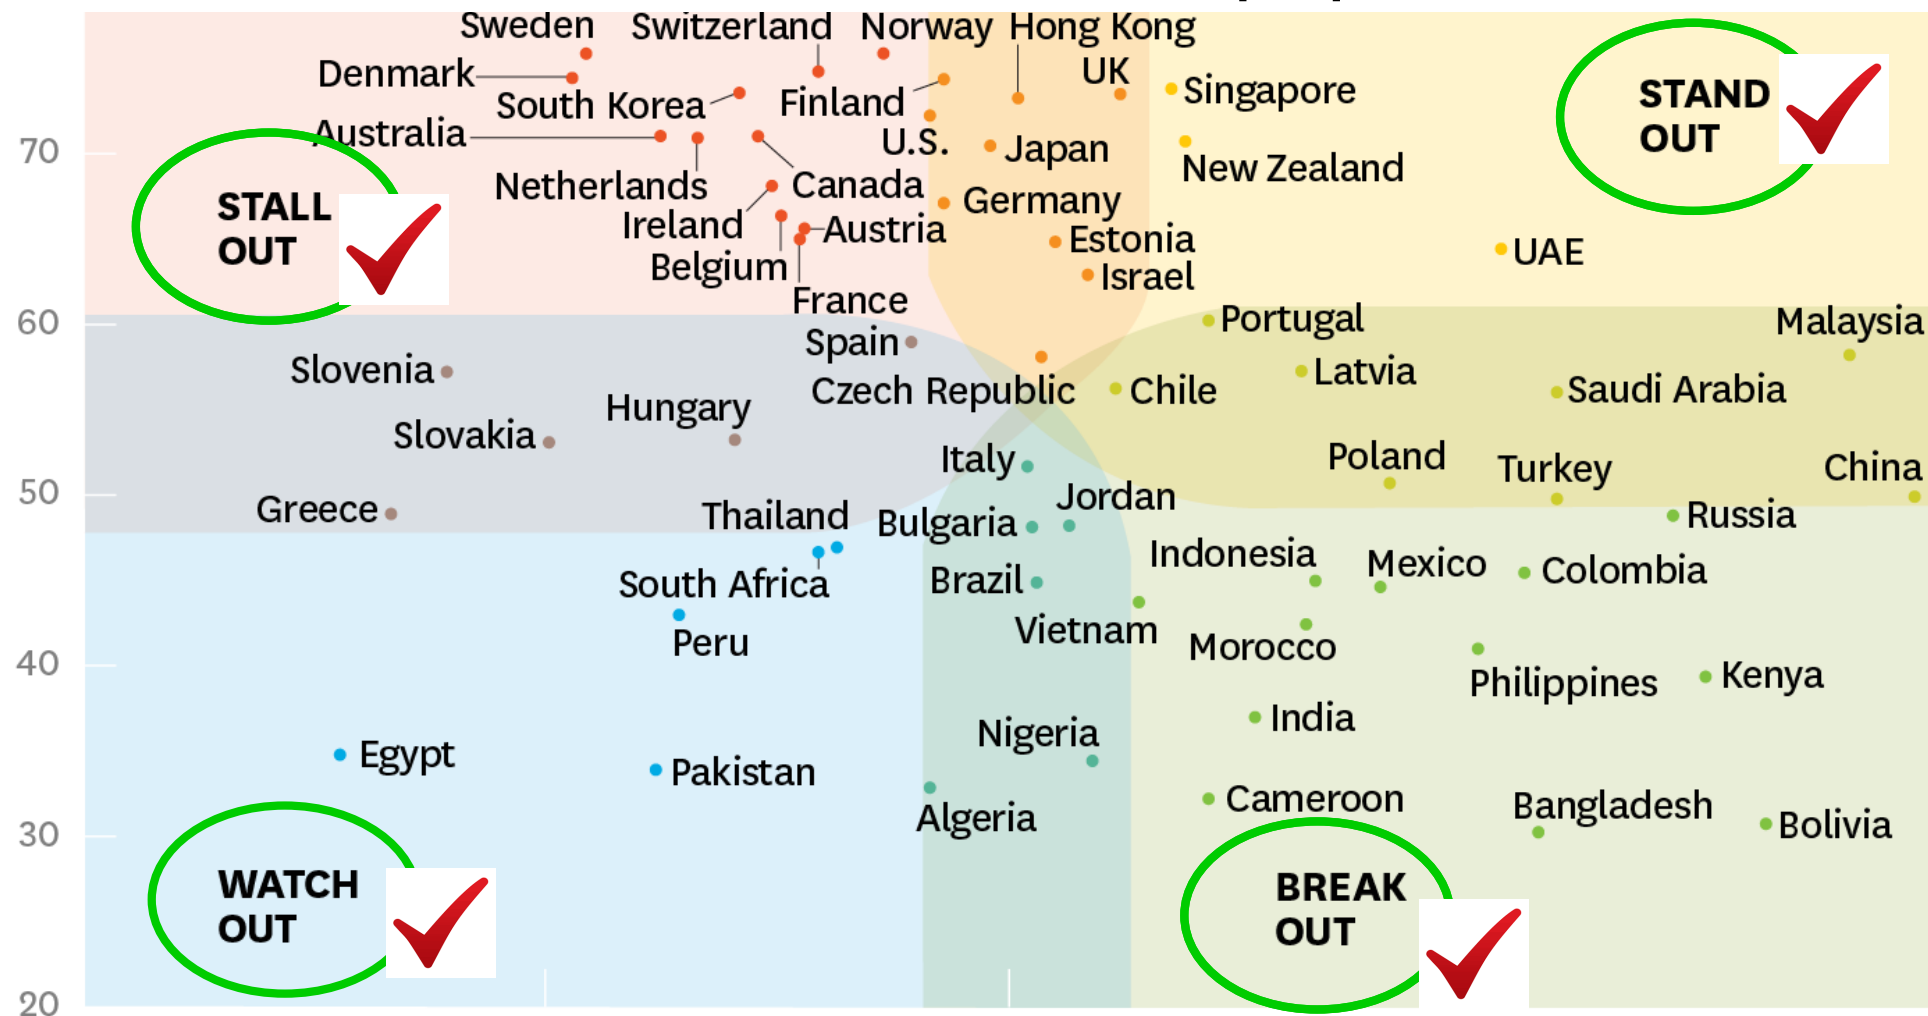 Sweden
Switzerland
Norway
Hong Kong
Denmark
UK
Singapore
South Korea
Finland
STAND
OUT
Australia
U.S.
Japan
70
New Zealand
Netherlands
Canada
STALL
OUT
Germany
Ireland
Austria
Estonia
UAE
Belgium
Israel
France
60
Portugal
Malaysia
Spain
Slovenia
Latvia
Czech Republic
Chile
Saudi Arabia
Hungary
Slovakia
Italy
Poland
Turkey
China
50
Jordan
Greece
Thailand
Bulgaria
Russia
Indonesia
Mexico
Colombia
South Africa
Brazil
Vietnam
Peru
Morocco
40
Philippines
Kenya
India
Nigeria
Egypt
Pakistan
Cameroon
Bangladesh
Algeria
Bolivia
30
WATCH
OUT
BREAK
OUT
20